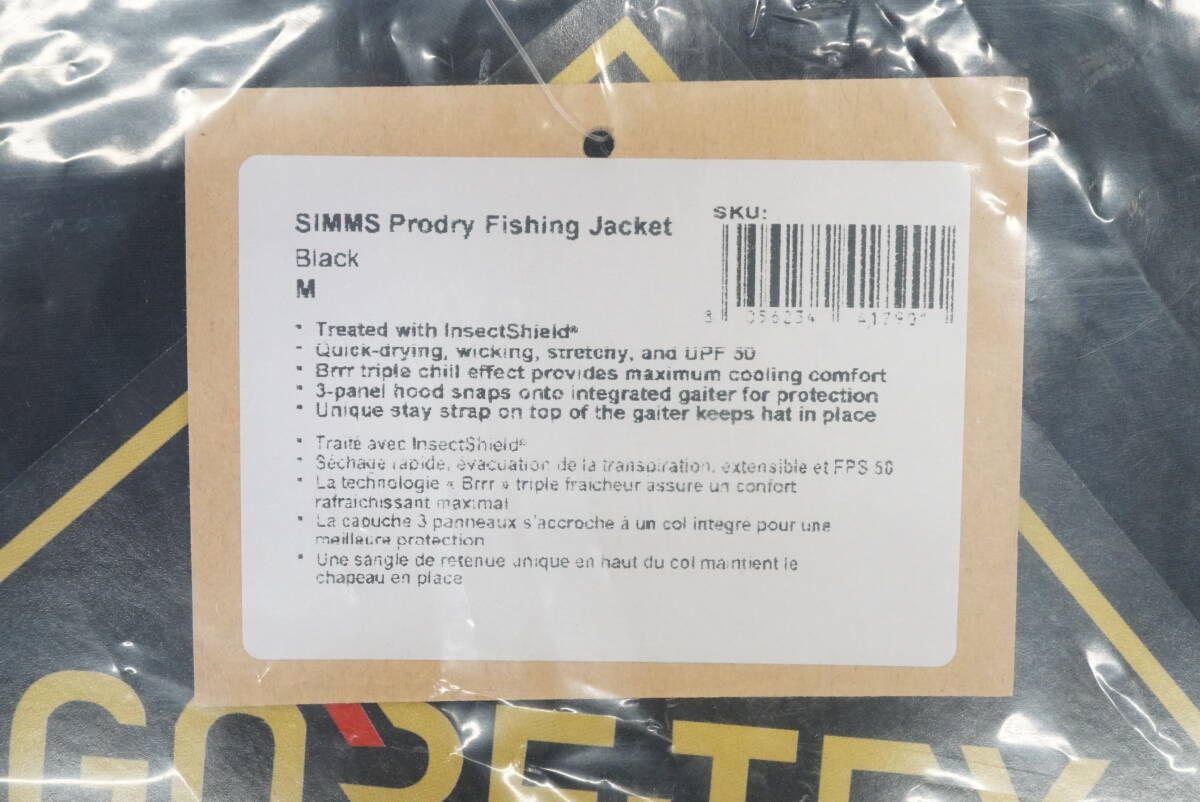 SIMMS Prodry Fishing Jacket
Black
M
SKU:
• Treated with InsectShield®
• Quick-drying, wicking, stretchy, and UPF 50
• Brrr triple chill effect provides maximum cooling comfort
• 3-panel hood snaps onto integrated gaiter for protection
• Unique stay strap on top of the gaiter keeps hat in place
• Traité avec InsectShield®
• Séchage rapide, évacuation de la transpiration, extensible et FPS 50
• La technologie « Brrr » triple fraîcheur assure un confort
rafraîchissant maximal
• La capuche 3 panneaux s'accroche à un col intégré pour une
meilleure protection
• Une sangle de retenue unique en haut du col maintient le
chapeau en place